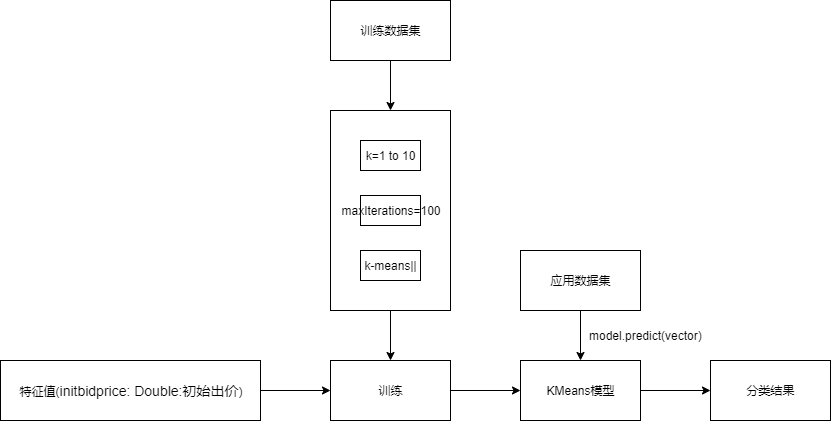 训练数据集
k=1 to 10
maxIterations=100
k-means||
应用数据集
model.predict(vector)
特征值(initbidprice: Double:初始出价)
训练
KMeans模型
分类结果